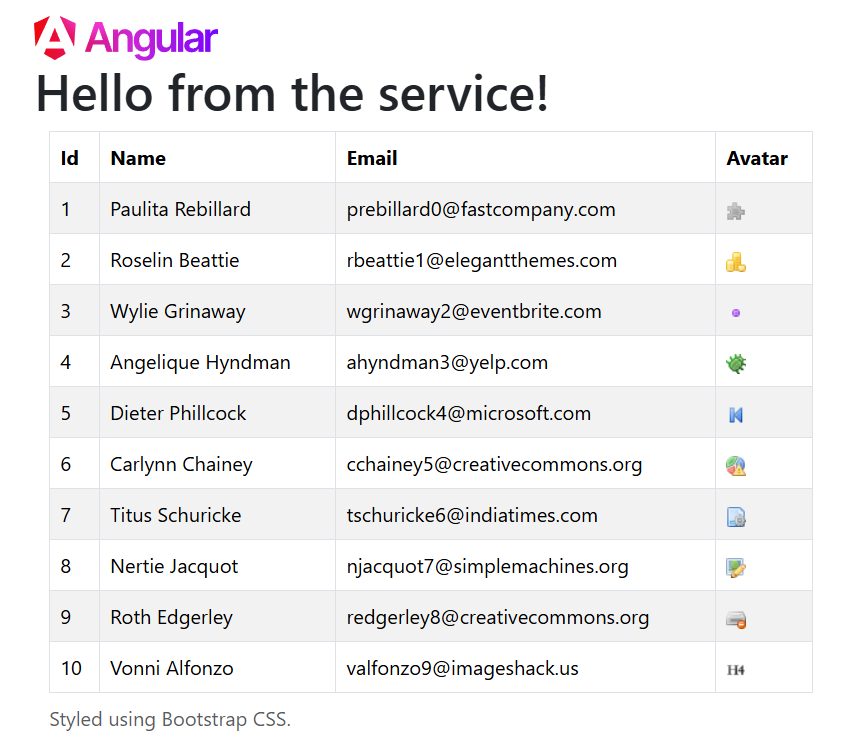 Angular
Hello from the service!
Id Name Email Avatar
1 Paulita Rebillard prebillard0@fastcompany.com
2 Roselin Beattie rbeattie1@elegantthemes.com
3 Wylie Grinaway wgrinaway2@eventbrite.com
4 Angelique Hyndman ahyndman3@yelp.com
5 Dieter Phillcock dphillcock4@microsoft.com
6 Carlynn Chainey cchainey5@creativecommons.org
7 Titus Schuricke tschuricke6@indiatimes.com
8 Nertie Jacquot njacquot7@simplemachines.org
9 Roth Edgerley redgerley8@creativecommons.org
10 Vonni Alfonzo valfonzo9@imageshack.us H4
Styled using Bootstrap CSS.